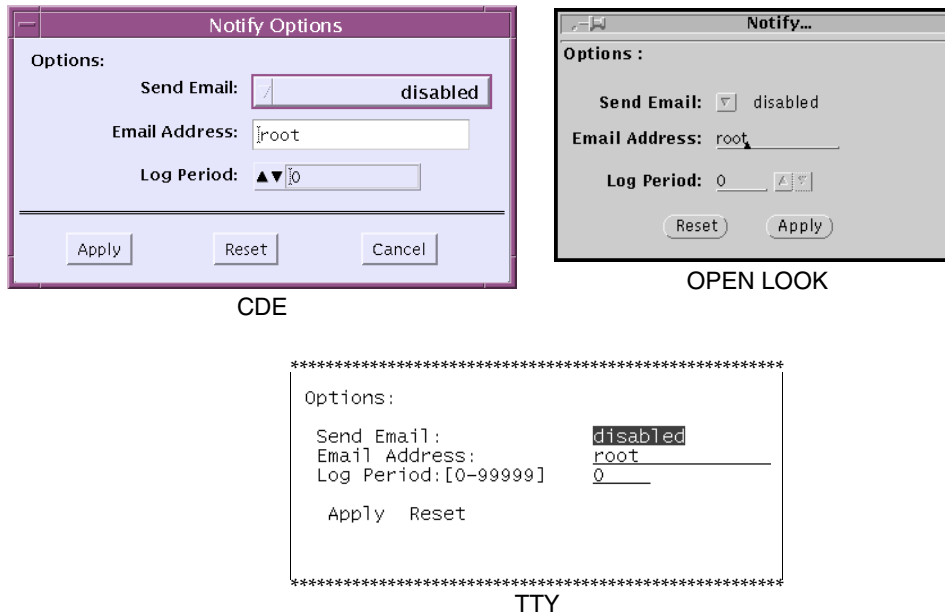 Notify Options
Options:
Send Email: disabled
Email Address: root
Log Period: 0
Apply Reset Cancel
CDE
Notify...
Options :
Send Email: disabled
Email Address: root
Log Period: 0
Reset Apply
OPEN LOOK
******************************************************
Options:
Send Email: disabled
Email Address: root
Log Period:[0-99999] 0
Apply Reset
******************************************************
TTY